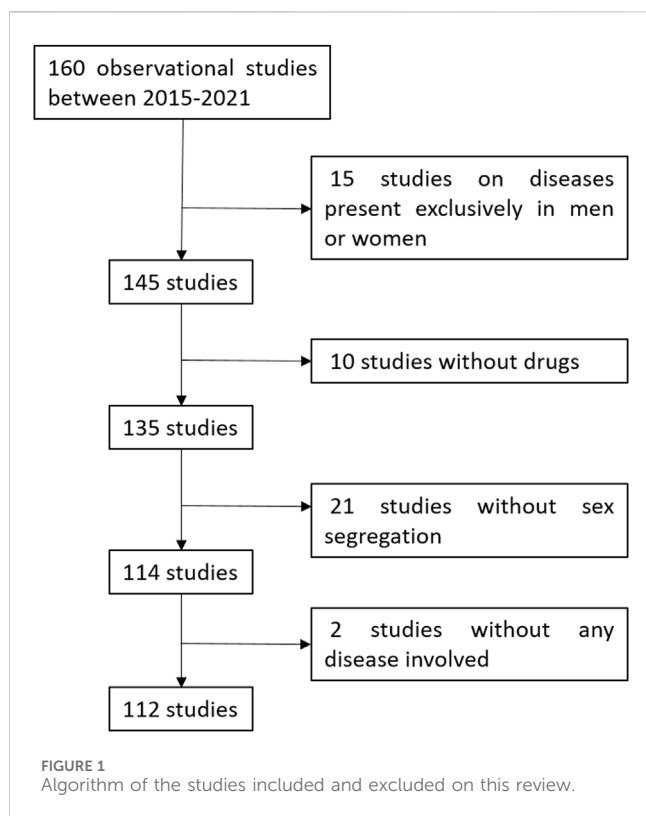 160 observational studies
between 2015-2021
15 studies on diseases
present exclusively in men
or women
145 studies
10 studies without drugs
135 studies
21 studies without sex
segregation
114 studies
2 studies without any
disease involved
112 studies
FIGURE 1
Algorithm of the studies included and excluded on this review.